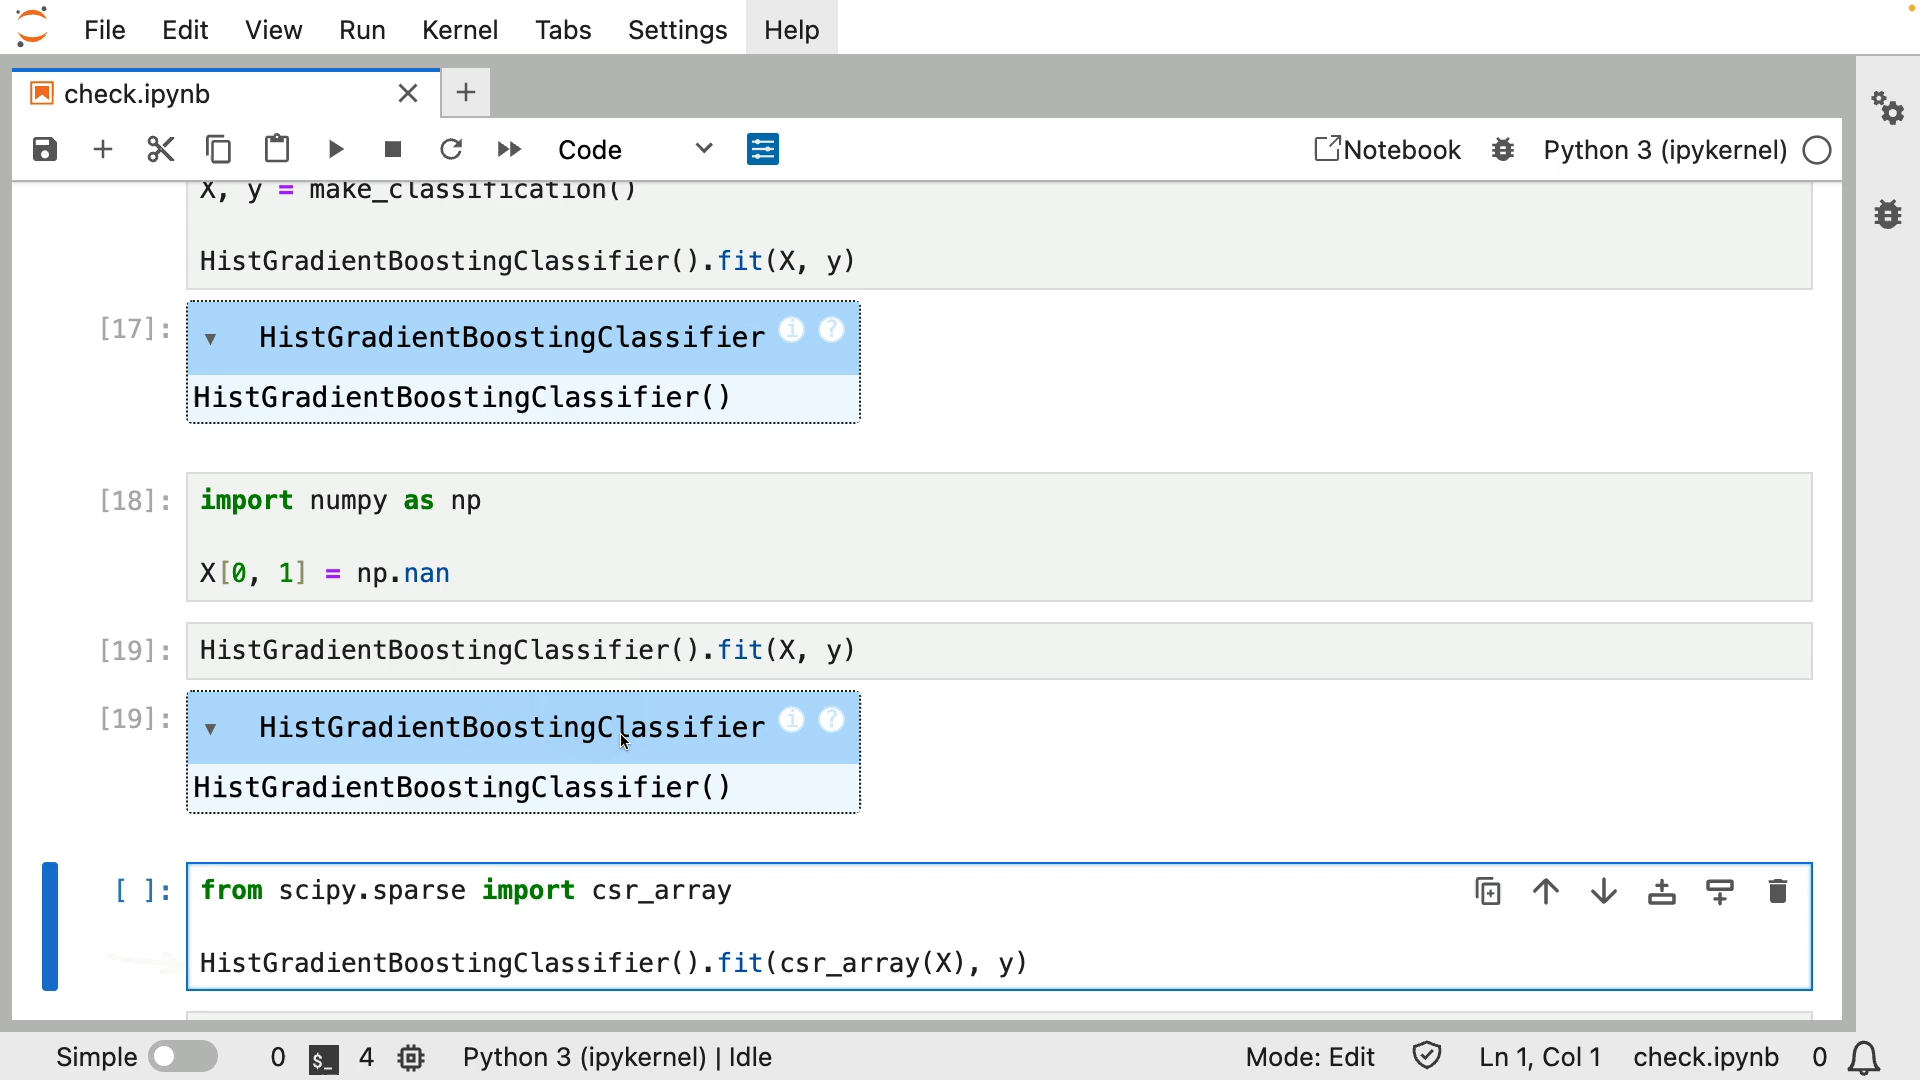 File Edit View Run Kernel Tabs Settings Help
check.ipynb
Code Notebook Python 3 (ipykernel)
X, y = make_classification()
HistGradientBoostingClassifier().fit(X, y)
[17]: HistGradientBoostingClassifier i ?
HistGradientBoostingClassifier()
[18]: import numpy as np
X[0, 1] = np.nan
[19]: HistGradientBoostingClassifier().fit(X, y)
[19]: HistGradientBoostingClassifier i ?
HistGradientBoostingClassifier()
[ ]: from scipy.sparse import csr_array
HistGradientBoostingClassifier().fit(csr_array(X), y)
Simple 0 $_ 4 Python 3 (ipykernel) | Idle Mode: Edit Ln 1, Col 1 check.ipynb 0